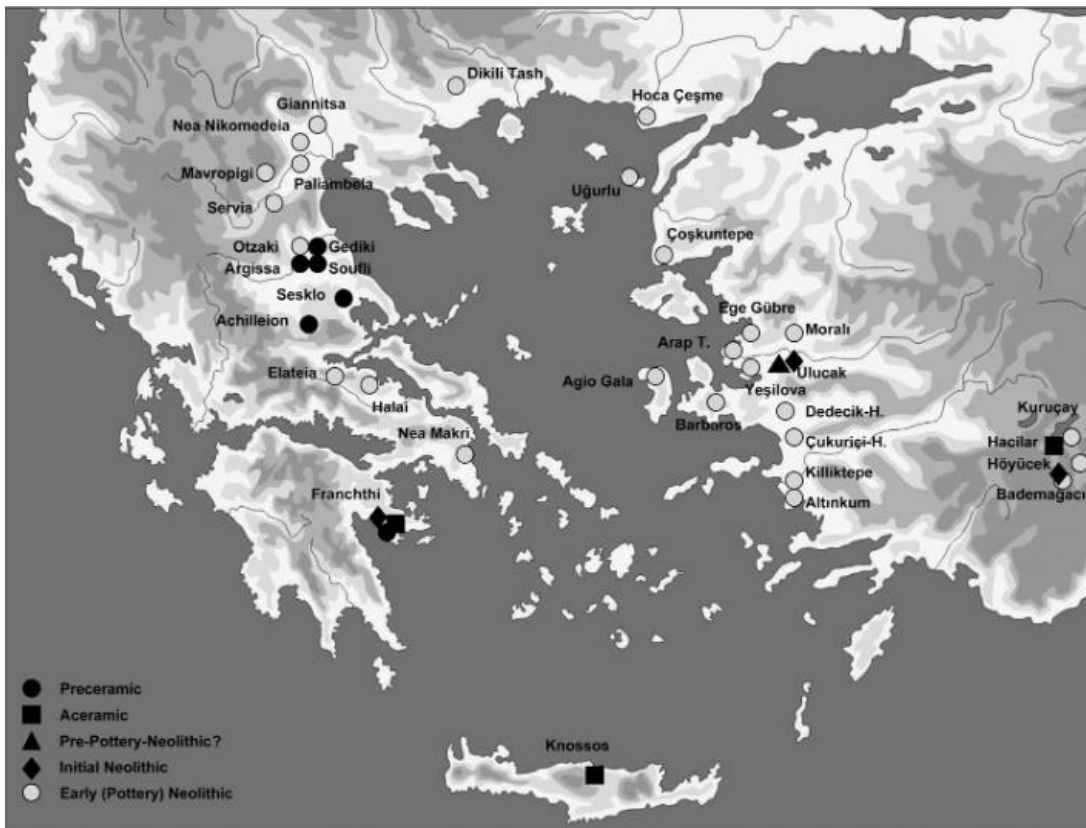 Dikili Tash
Hoca Çeşme
Giannitsa
Nea Nikomedeia
Mavropigi
Paliambela
Uğurlu
Servia
Otzaki
Gediki
Argissa
Soufli
Çoşkuntepe
Sesklo
Achilleion
Ege Gübre
Moralı
Arap T.
Elateia
Halai
Agio Gala
Ulucak
Yeşilova
Barbaros
Dedecik-H.
Kuruçay
Nea Makri
Çukuriçi-H.
Hacilar
Höyücek
Killiktepe
Bademağacı
Franchthi
Altınkum
Preceramic
Aceramic
Pre-Pottery-Neolithic?
Initial Neolithic
Early (Pottery) Neolithic
Knossos